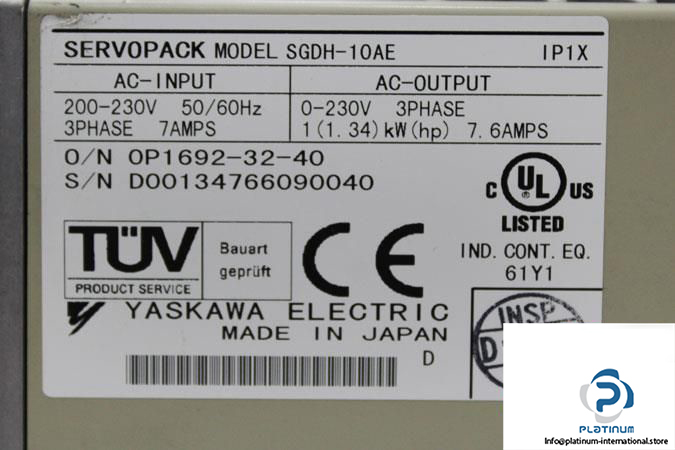 SERVOPACK MODEL SGDH-10AE IP1X
AC-INPUT AC-OUTPUT
200-230V 50/60Hz 0-230V 3PHASE
3PHASE 7AMPS 1(1.34)kW(hp) 7.6AMPS
O/N OP1692-32-40
S/N D00134766090040
C UL US
LISTED
IND. CONT. EQ.
61Y1
TÜV
PRODUCT SERVICE
Bauart
geprüft
CE
YASKAWA ELECTRIC
MADE IN JAPAN
D
INSP
D
P
PLATINUM
Info@platinum-international.store